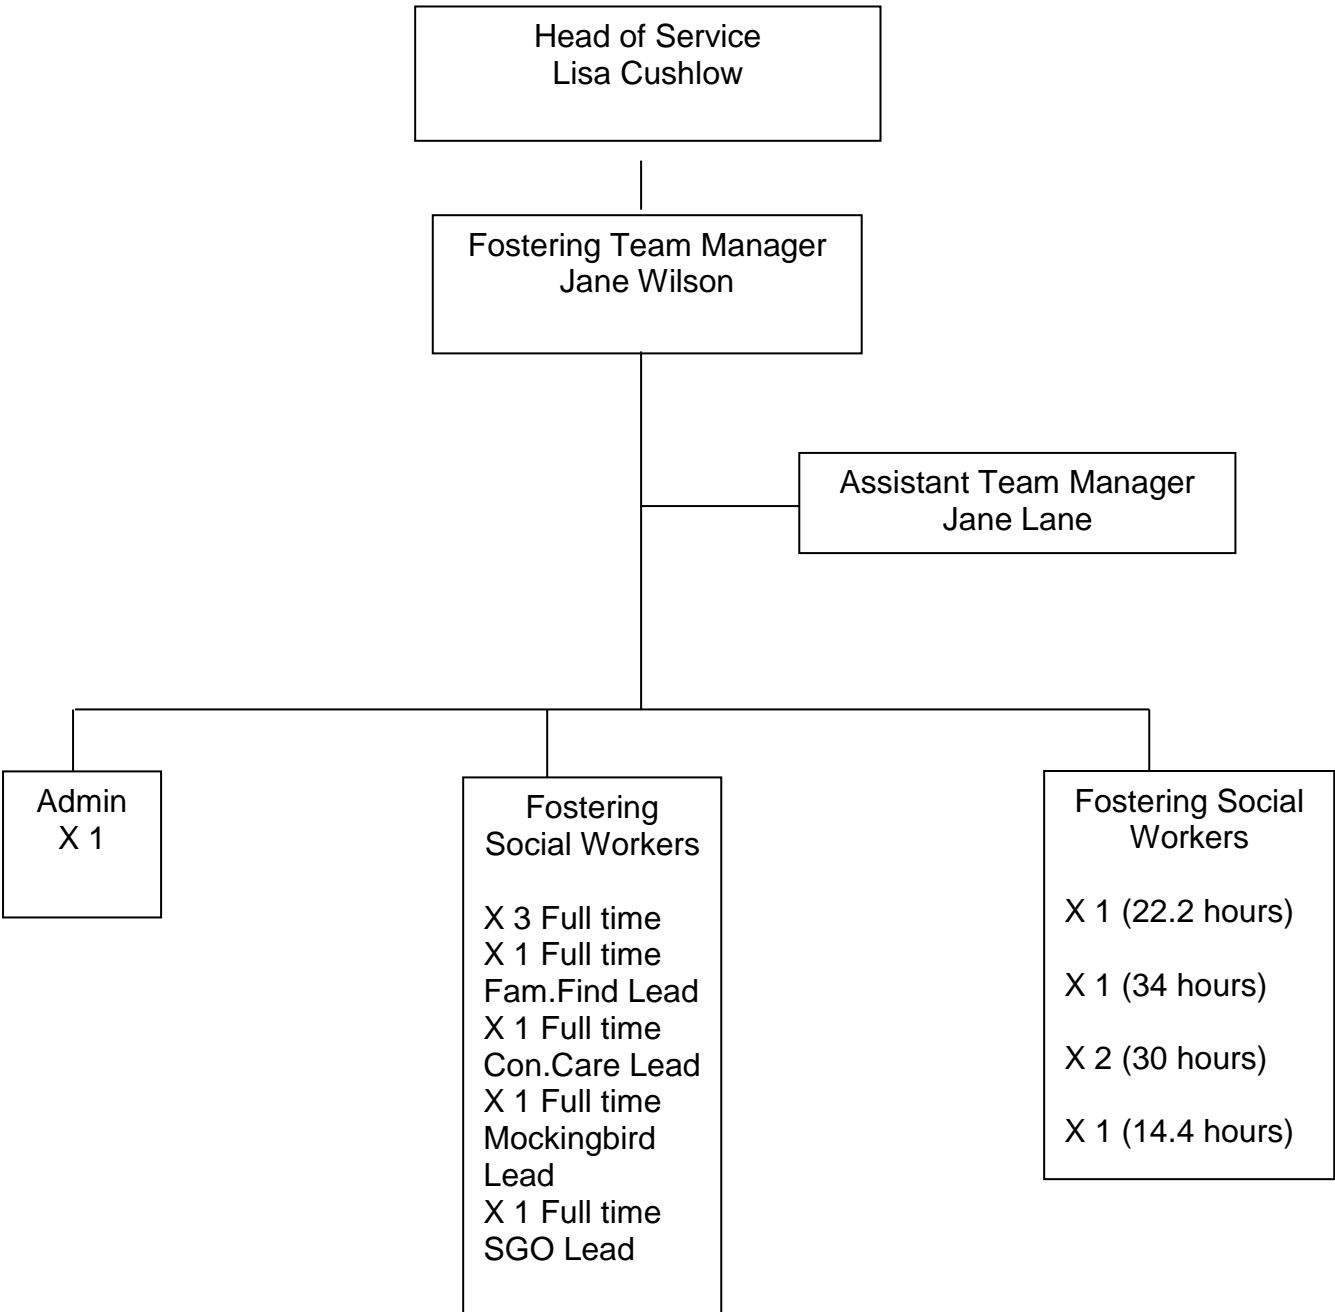 Head of Service
Lisa Cushlow
Fostering Team Manager
Jane Wilson
Assistant Team Manager
Jane Lane
Admin
X 1
Fostering
Social Workers
X 3 Full time
X 1 Full time
Fam.Find Lead
X 1 Full time
Con.Care Lead
X 1 Full time
Mockingbird
Lead
X 1 Full time
SGO Lead
Fostering Social
Workers
X 1 (22.2 hours)
X 1 (34 hours)
X 2 (30 hours)
X 1 (14.4 hours)